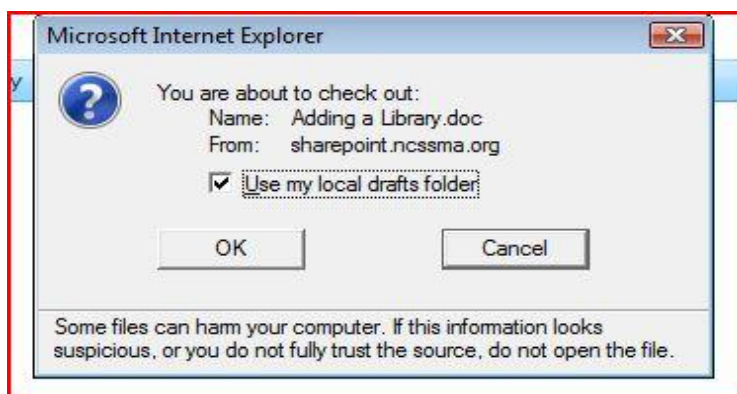 Microsoft Internet Explorer
y
You are about to check out:
Name: Adding a Library.doc
From: sharepoint.ncssma.org
Use my local drafts folder
OK Cancel
Some files can harm your computer. If this information looks
suspicious, or you do not fully trust the source, do not open the file.